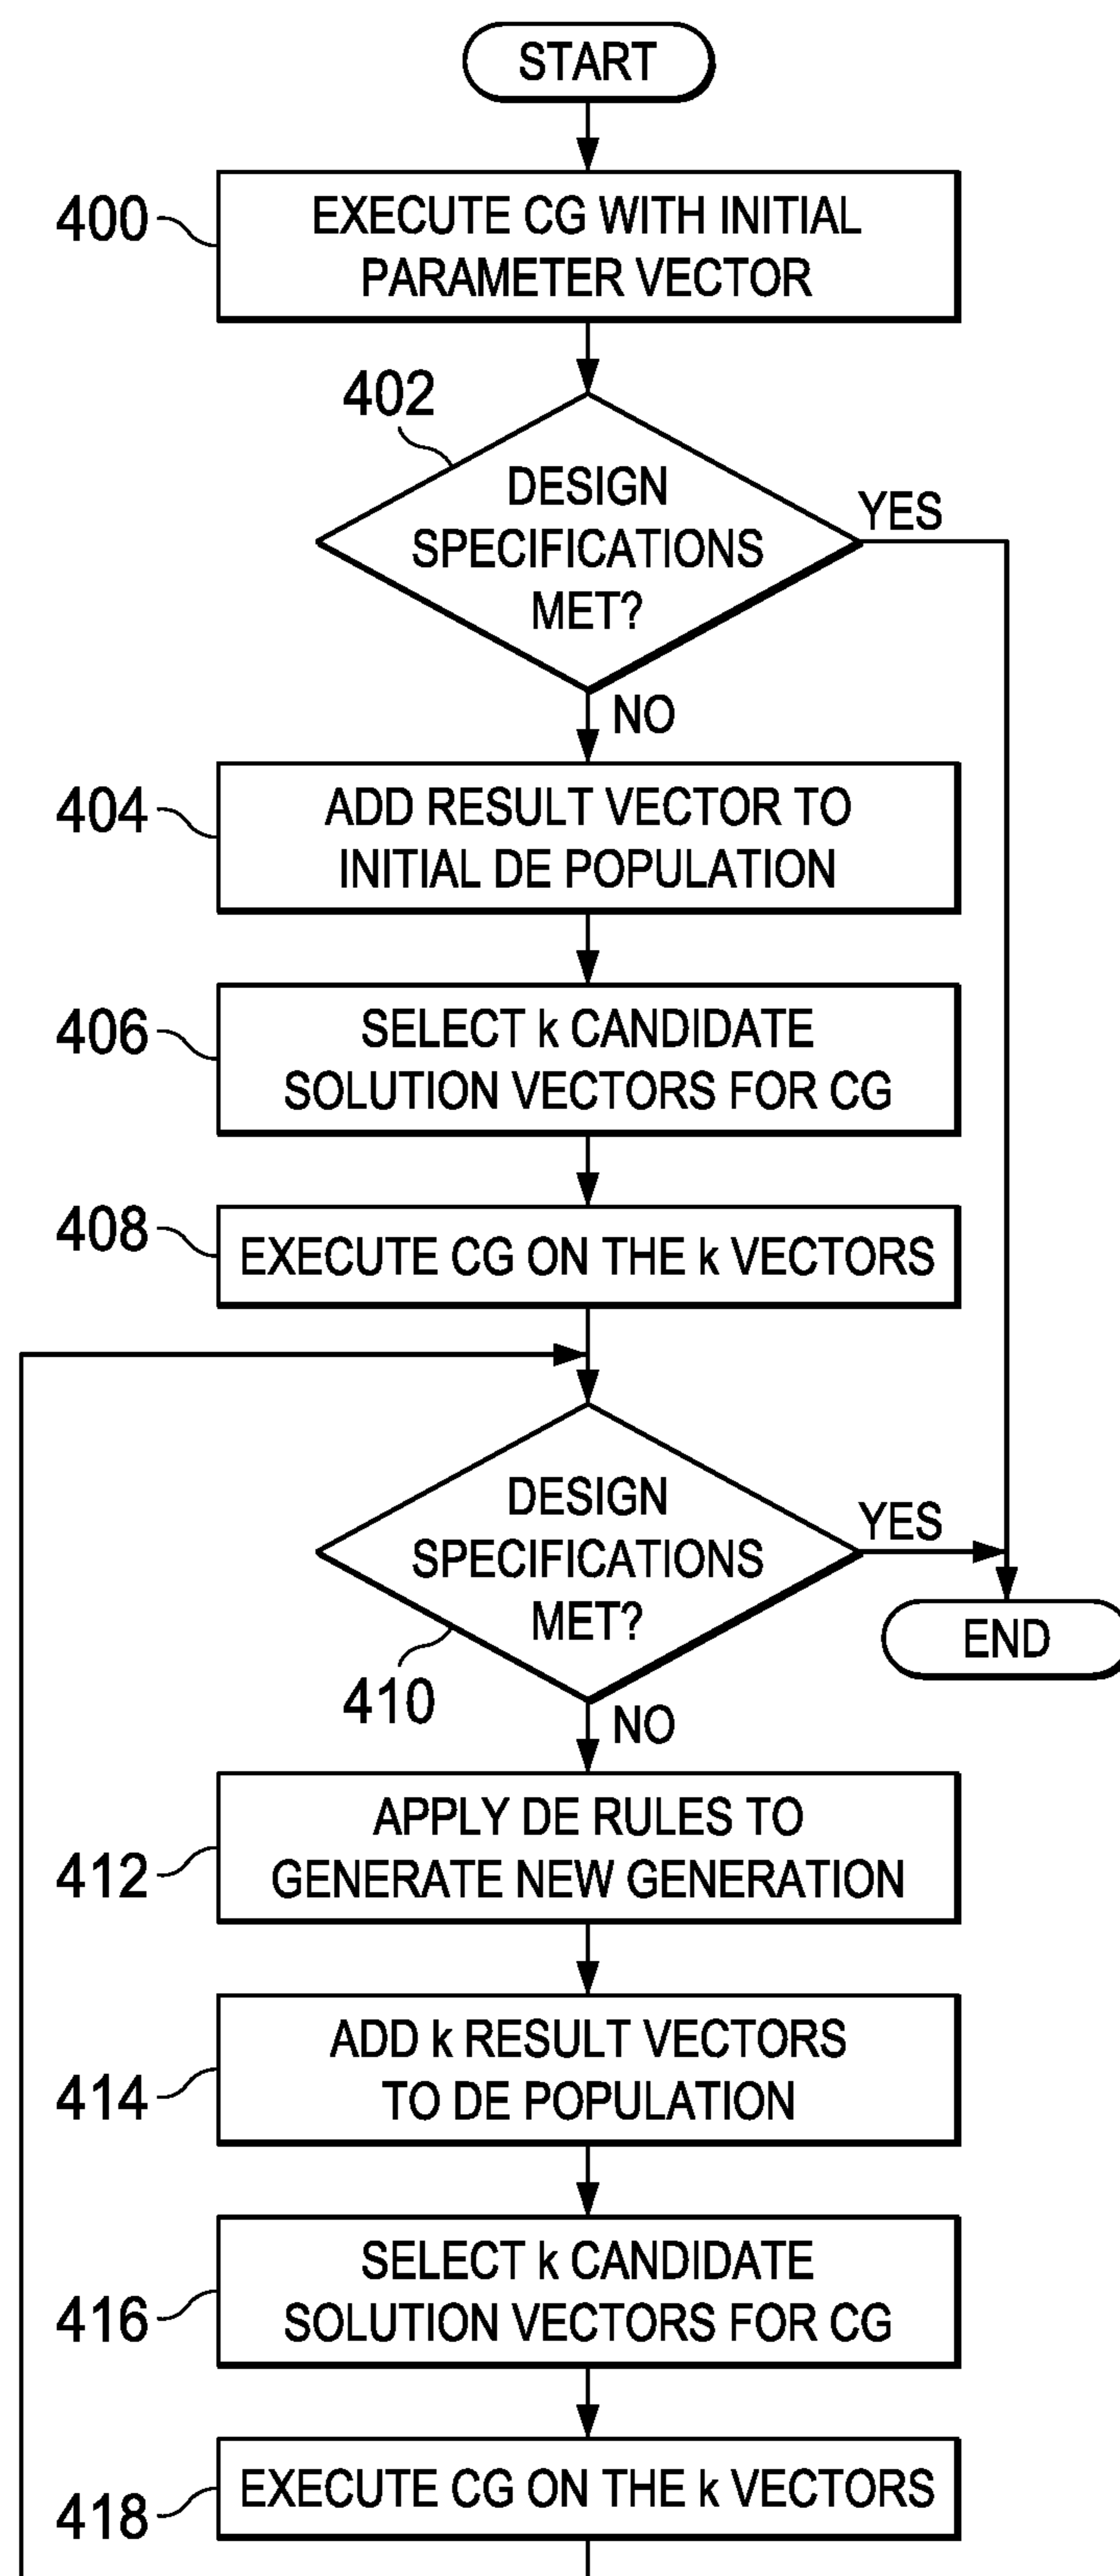 START
400
EXECUTE CG WITH INITIAL
PARAMETER VECTOR
402
DESIGN
SPECIFICATIONS
MET?
YES
NO
404
ADD RESULT VECTOR TO
INITIAL DE POPULATION
406
SELECT k CANDIDATE
SOLUTION VECTORS FOR CG
408
EXECUTE CG ON THE k VECTORS
DESIGN
SPECIFICATIONS
MET?
YES
END
410
NO
412
APPLY DE RULES TO
GENERATE NEW GENERATION
414
ADD k RESULT VECTORS
TO DE POPULATION
416
SELECT k CANDIDATE
SOLUTION VECTORS FOR CG
418
EXECUTE CG ON THE k VECTORS